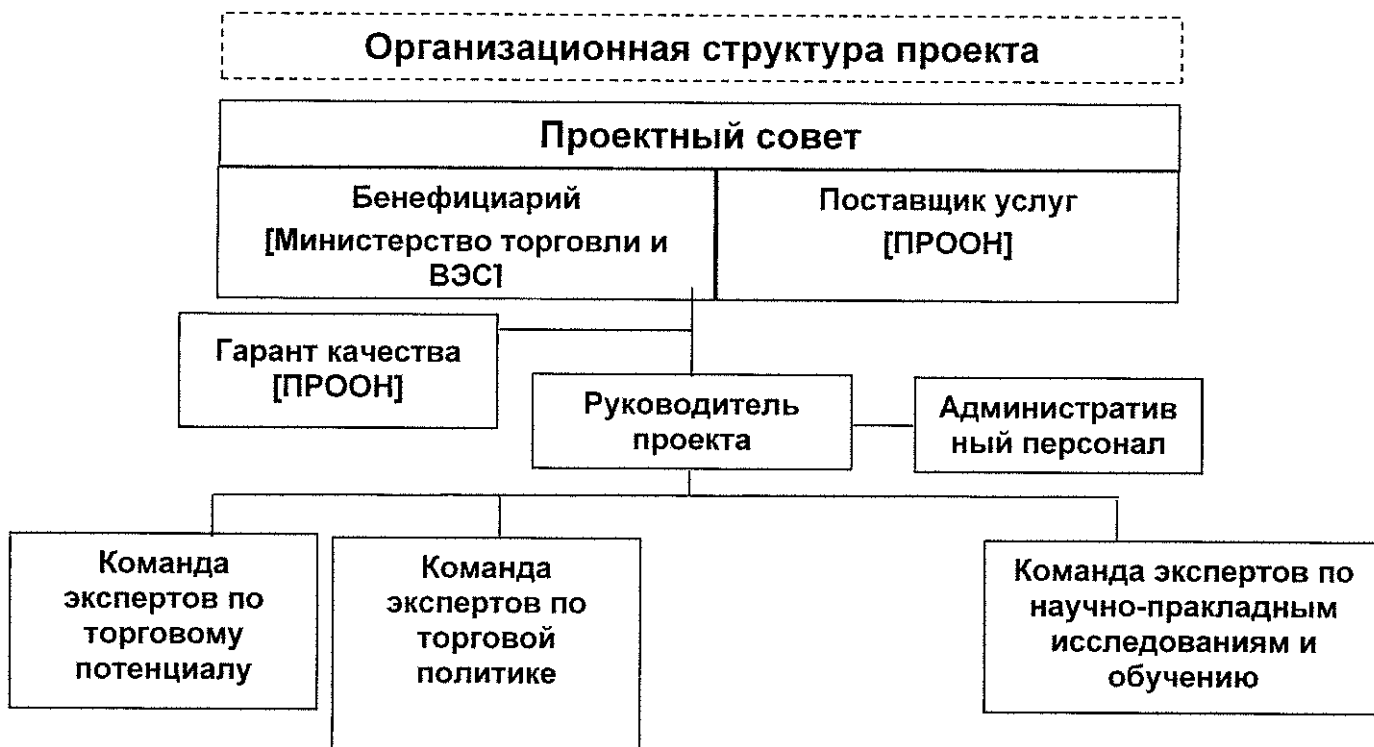 Организационная структура проекта
Проектный совет
Бенефициарий
[Министерство торговли и
ВЭС]
Поставщик услуг
[ПРООН]
Гарант качества
[ПРООН]
Руководитель
проекта
Административ
ный персонал
Команда
экспертов по
торговому
потенциалу
Команда
экспертов по
торговой
политике
Команда экспертов по
научно-пракладным
исследованиям и
обучению